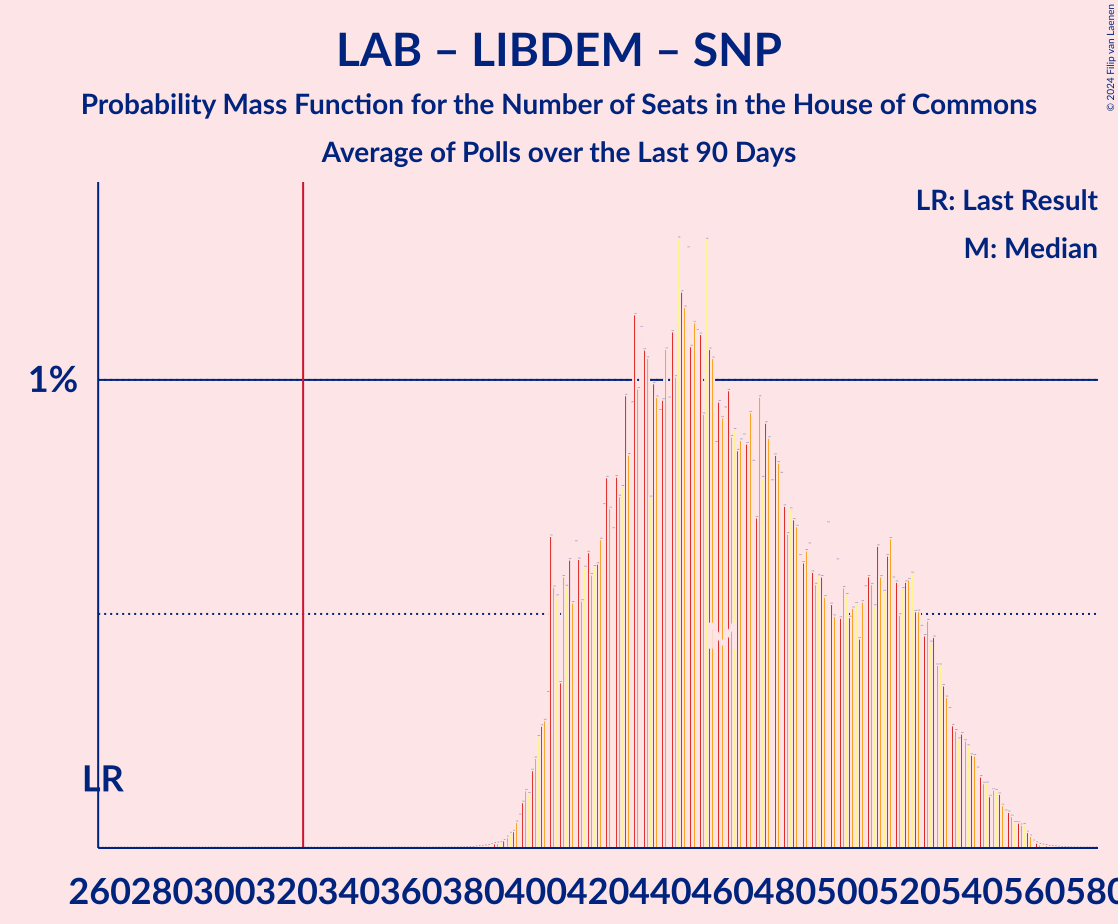 LAB – LIBDEM – SNP
Probability Mass Function for the Number of Seats in the House of Commons
Average of Polls over the Last 90 Days
© 2024 Filip van Laenen
LR: Last Result
M: Median
1%
M
LR
260 280 300 320 340 360 380 400 420 440 460 480 500 520 540 560 580